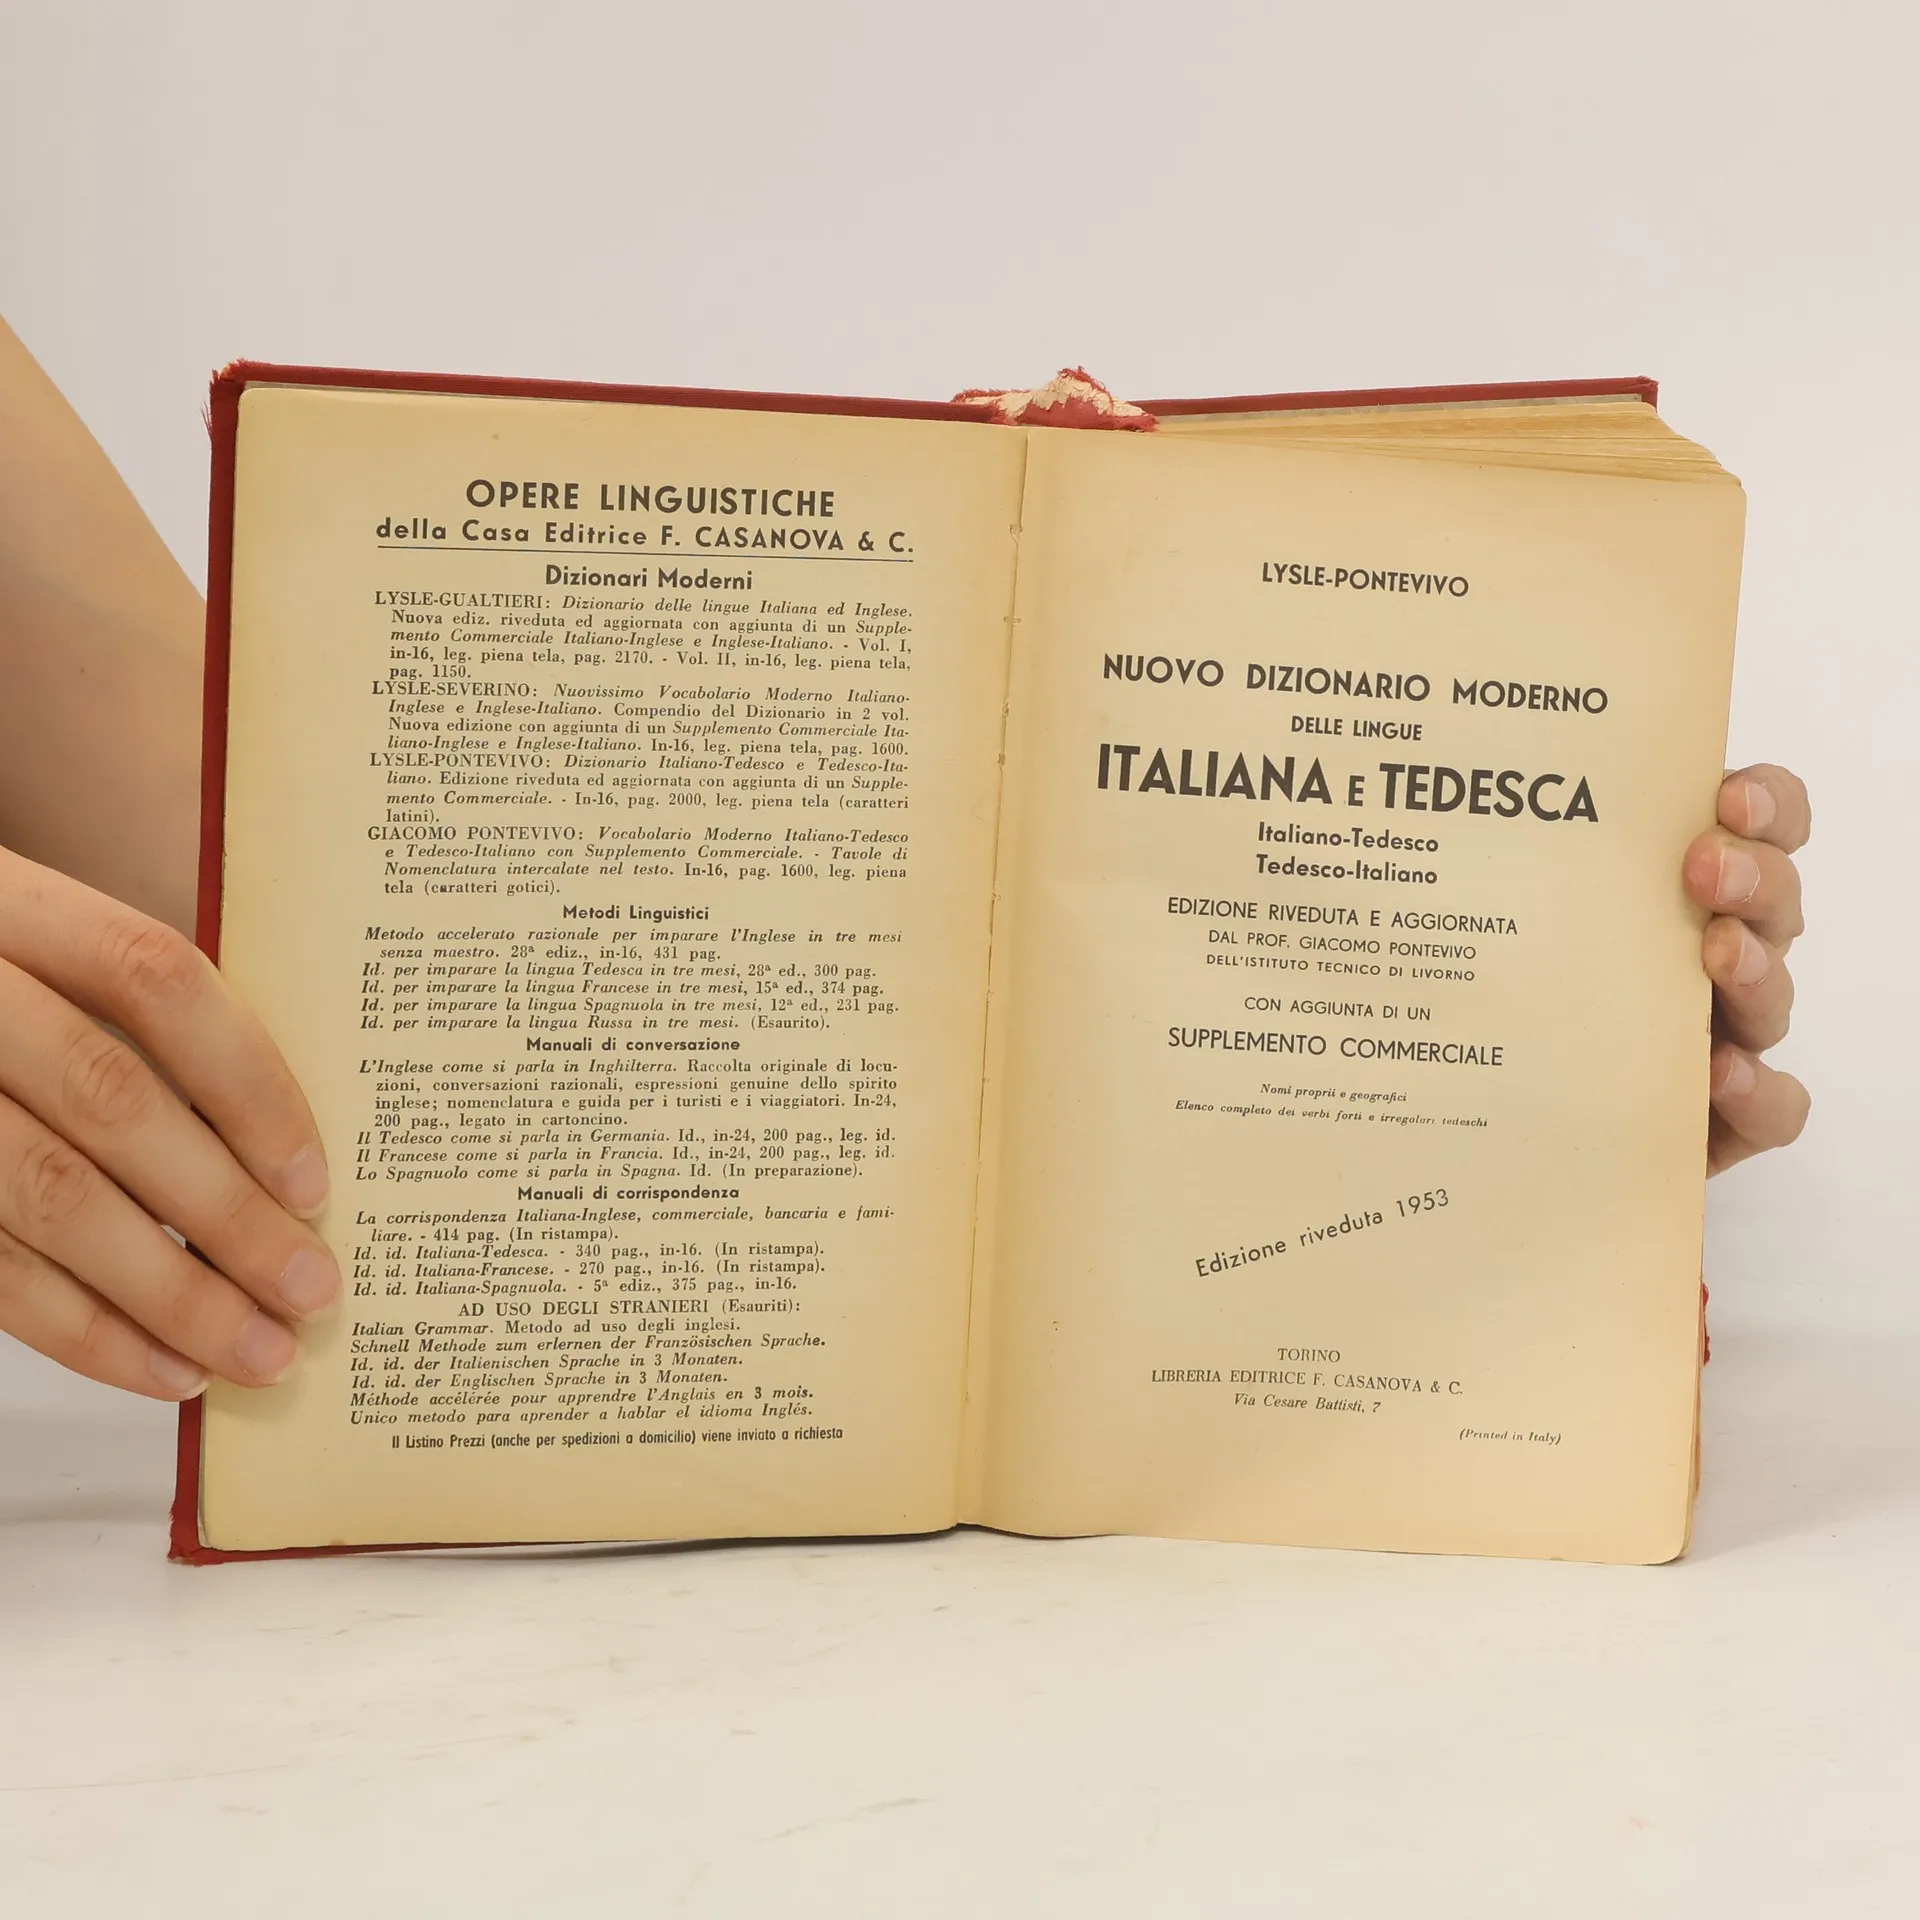 OPERE LINGUISTICHE
della Casa Editrice F. CASANOVA & C.
Dizionari Moderni
LYSLE-GUALTIERI: Dizionario delle lingue Italiana ed Inglese.
Nuova ediz. riveduta ed aggiornata con aggiunta di un Supple-
mento Commerciale Italiano-Inglese e Inglese-Italiano. - Vol. I,
in-16, leg. piena tela, pag. 2170. - Vol. II, in-16, leg. piena tela,
pag. 1150.
LYSLE-SEVERINO: Nuovissimo Vocabolario Moderno Italiano-
Inglese e Inglese-Italiano. Compendio del Dizionario in 2 vol.
Nuova edizione con aggiunta di un Supplemento Commerciale Ita-
liano-Inglese e Inglese-Italiano. In-16, leg. piena tela, pag. 1600.
LYSLE-PONTEVIVO: Dizionario Italiano-Tedesco e Tedesco-Ita-
liano. Edizione riveduta ed aggiornata con aggiunta di un Supple-
mento Commerciale. - In-16, pag. 2000, leg. piena tela (caratteri
latini).
GIACOMO PONTEVIVO: Vocabolario Moderno Italiano-Tedesco
e Tedesco-Italiano con Supplemento Commerciale. - Tavole di
Nomenclatura intercalate nel testo. In-16, pag. 1600, leg. piena
tela (caratteri gotici).
Metodi Linguistici
Metodo accelerato razionale per imparare l'Inglese in tre mesi
senza maestro. 28ª ediz., in-16, 431 pag.
Id. per imparare la lingua Tedesca in tre mesi, 28ª ed., 300 pag.
Id. per imparare la lingua Francese in tre mesi, 15ª ed., 374 pag.
Id. per imparare la lingua Spagnuola in tre mesi, 12ª ed., 231 pag.
Id. per imparare la lingua Russa in tre mesi. (Esaurito).
Manuali di conversazione
L'Inglese come si parla in Inghilterra. Raccolta originale di locu-
zioni, conversazioni razionali, espressioni genuine dello spirito
inglese; nomenclatura e guida per i turisti e i viaggiatori. In-24,
200 pag., legato in cartoncino.
Il Tedesco come si parla in Germania. Id., in-24, 200 pag., leg. id.
Il Francese come si parla in Francia. Id., in-24, 200 pag., leg. id.
Lo Spagnuolo come si parla in Spagna. Id. (In preparazione).
Manuali di corrispondenza
La corrispondenza Italiana-Inglese, commerciale, bancaria e fami-
liare. - 414 pag. (In ristampa).
Id. id. Italiana-Tedesca. - 340 pag., in-16. (In ristampa).
Id. id. Italiana-Francese. - 270 pag., in-16. (In ristampa).
Id. id. Italiana-Spagnuola. - 5ª ediz., 375 pag., in-16.
AD USO DEGLI STRANIERI (Esauriti):
Italian Grammar. Metodo ad uso degli inglesi.
Schnell Methode zum erlernen der Französischen Sprache.
Id. id. der Italienischen Sprache in 3 Monaten.
Id. id. der Englischen Sprache in 3 Monaten.
Méthode accélérée pour apprendre l'Anglais en 3 mois.
Unico metodo para aprender a hablar el idioma Inglés.
Il Listino Prezzi (anche per spedizioni a domicilio) viene inviato a richiesta
LYSLE-PONTEVIVO
NUOVO DIZIONARIO MODERNO
DELLE LINGUE
ITALIANA E TEDESCA
Italiano-Tedesco
Tedesco-Italiano
EDIZIONE RIVEDUTA E AGGIORNATA
DAL PROF. GIACOMO PONTEVIVO
DELL'ISTITUTO TECNICO DI LIVORNO
CON AGGIUNTA DI UN
SUPPLEMENTO COMMERCIALE
Nomi proprii e geografici
Elenco completo dei verbi forti e irregolari tedeschi
Edizione riveduta 1953
TORINO
LIBRERIA EDITRICE F. CASANOVA & C.
Via Cesare Battisti, 7
(Printed in Italy)